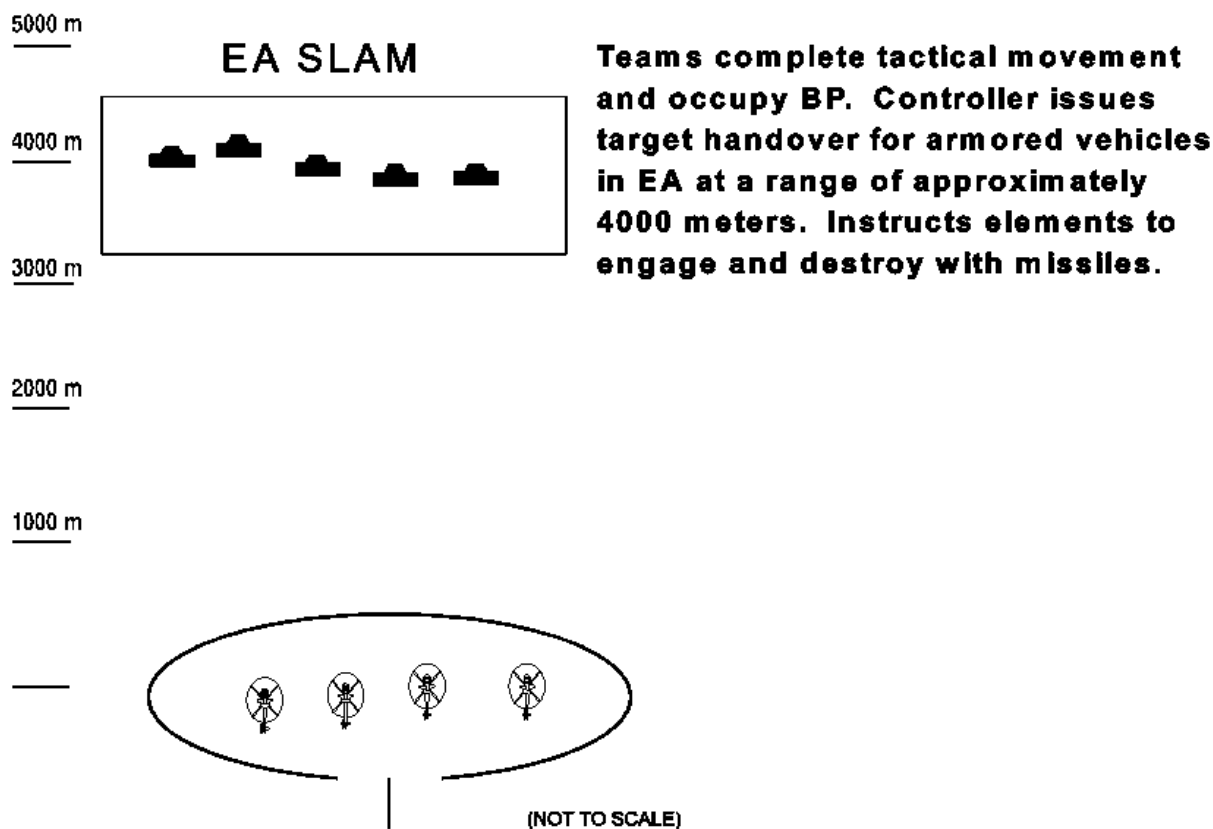 5000 m
EA SLAM
Teams complete tactical movement
and occupy BP. Controller issues
target handover for armored vehicles
in EA at a range of approximately
4000 meters. Instructs elements to
engage and destroy with missiles.
4000 m
3000 m
2000 m
1000 m
(NOT TO SCALE)